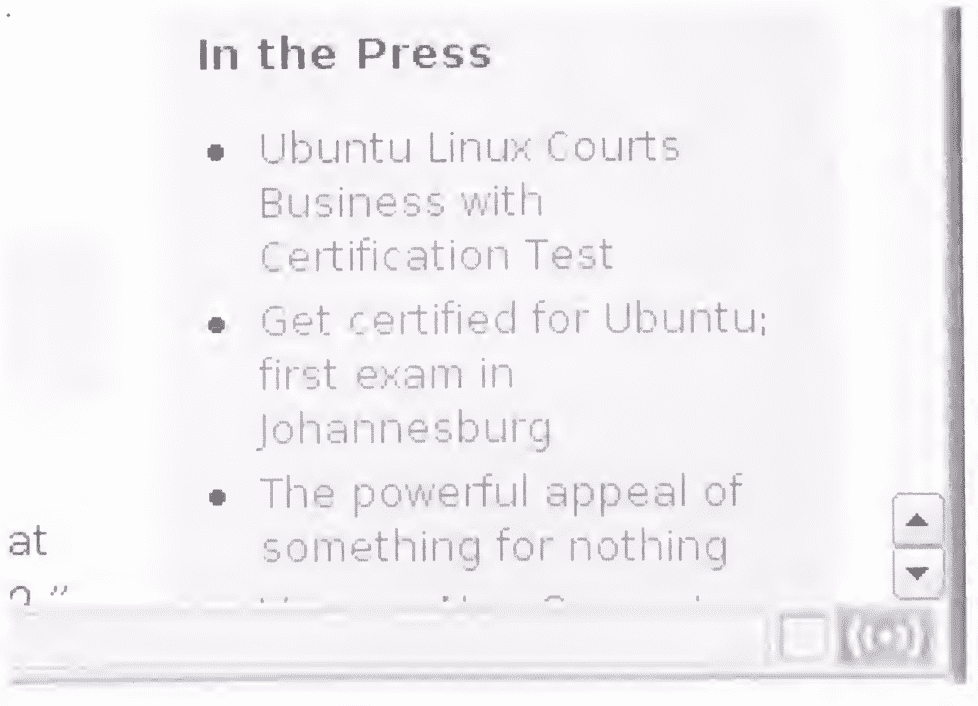 In the Press
• Ubuntu Linux Courts
Business with
Certification Test
• Get certified for Ubuntu;
first exam in
Johannesburg
• The powerful appeal of
something for nothing
at